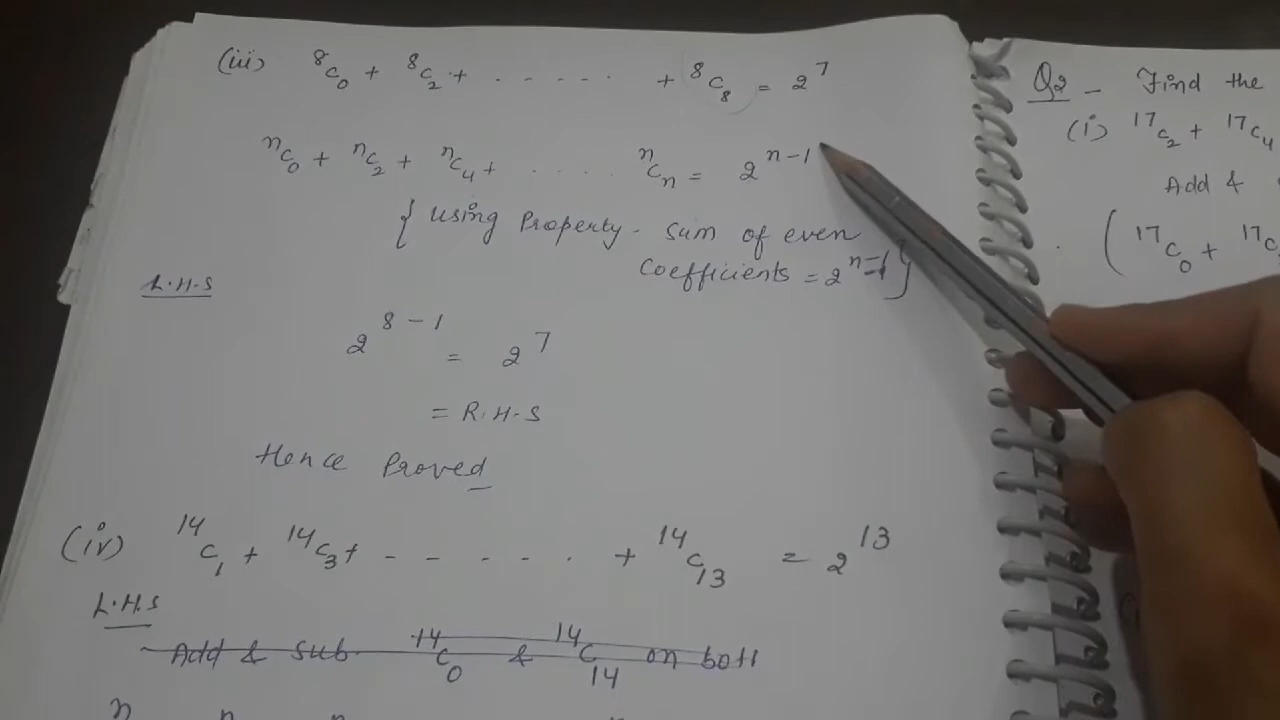 (iii) ⁸C₀ + ⁸C₂ + . . . . . . + ⁸C₈ = 2⁷
ⁿC₀ + ⁿC₂ + ⁿC₄ + . . . . ⁿCₙ = 2ⁿ⁻¹
{ Using Property - Sum of even
Coefficients = 2ⁿ⁻¹ }
L.H.S
2⁸⁻¹ = 2⁷
= R.H.S
Hence Proved
(iv) ¹⁴C₁ + ¹⁴C₃ + - - - - . . + ¹⁴C₁₃ = 2¹³
L.H.S
Add & Sub ¹⁴C₀ & ¹⁴C₁₄ on both
n n n
Q2 - Find the
(i) ¹⁷C₂ + ¹⁷C₄
Add &
( ¹⁷C₀ + ¹⁷C